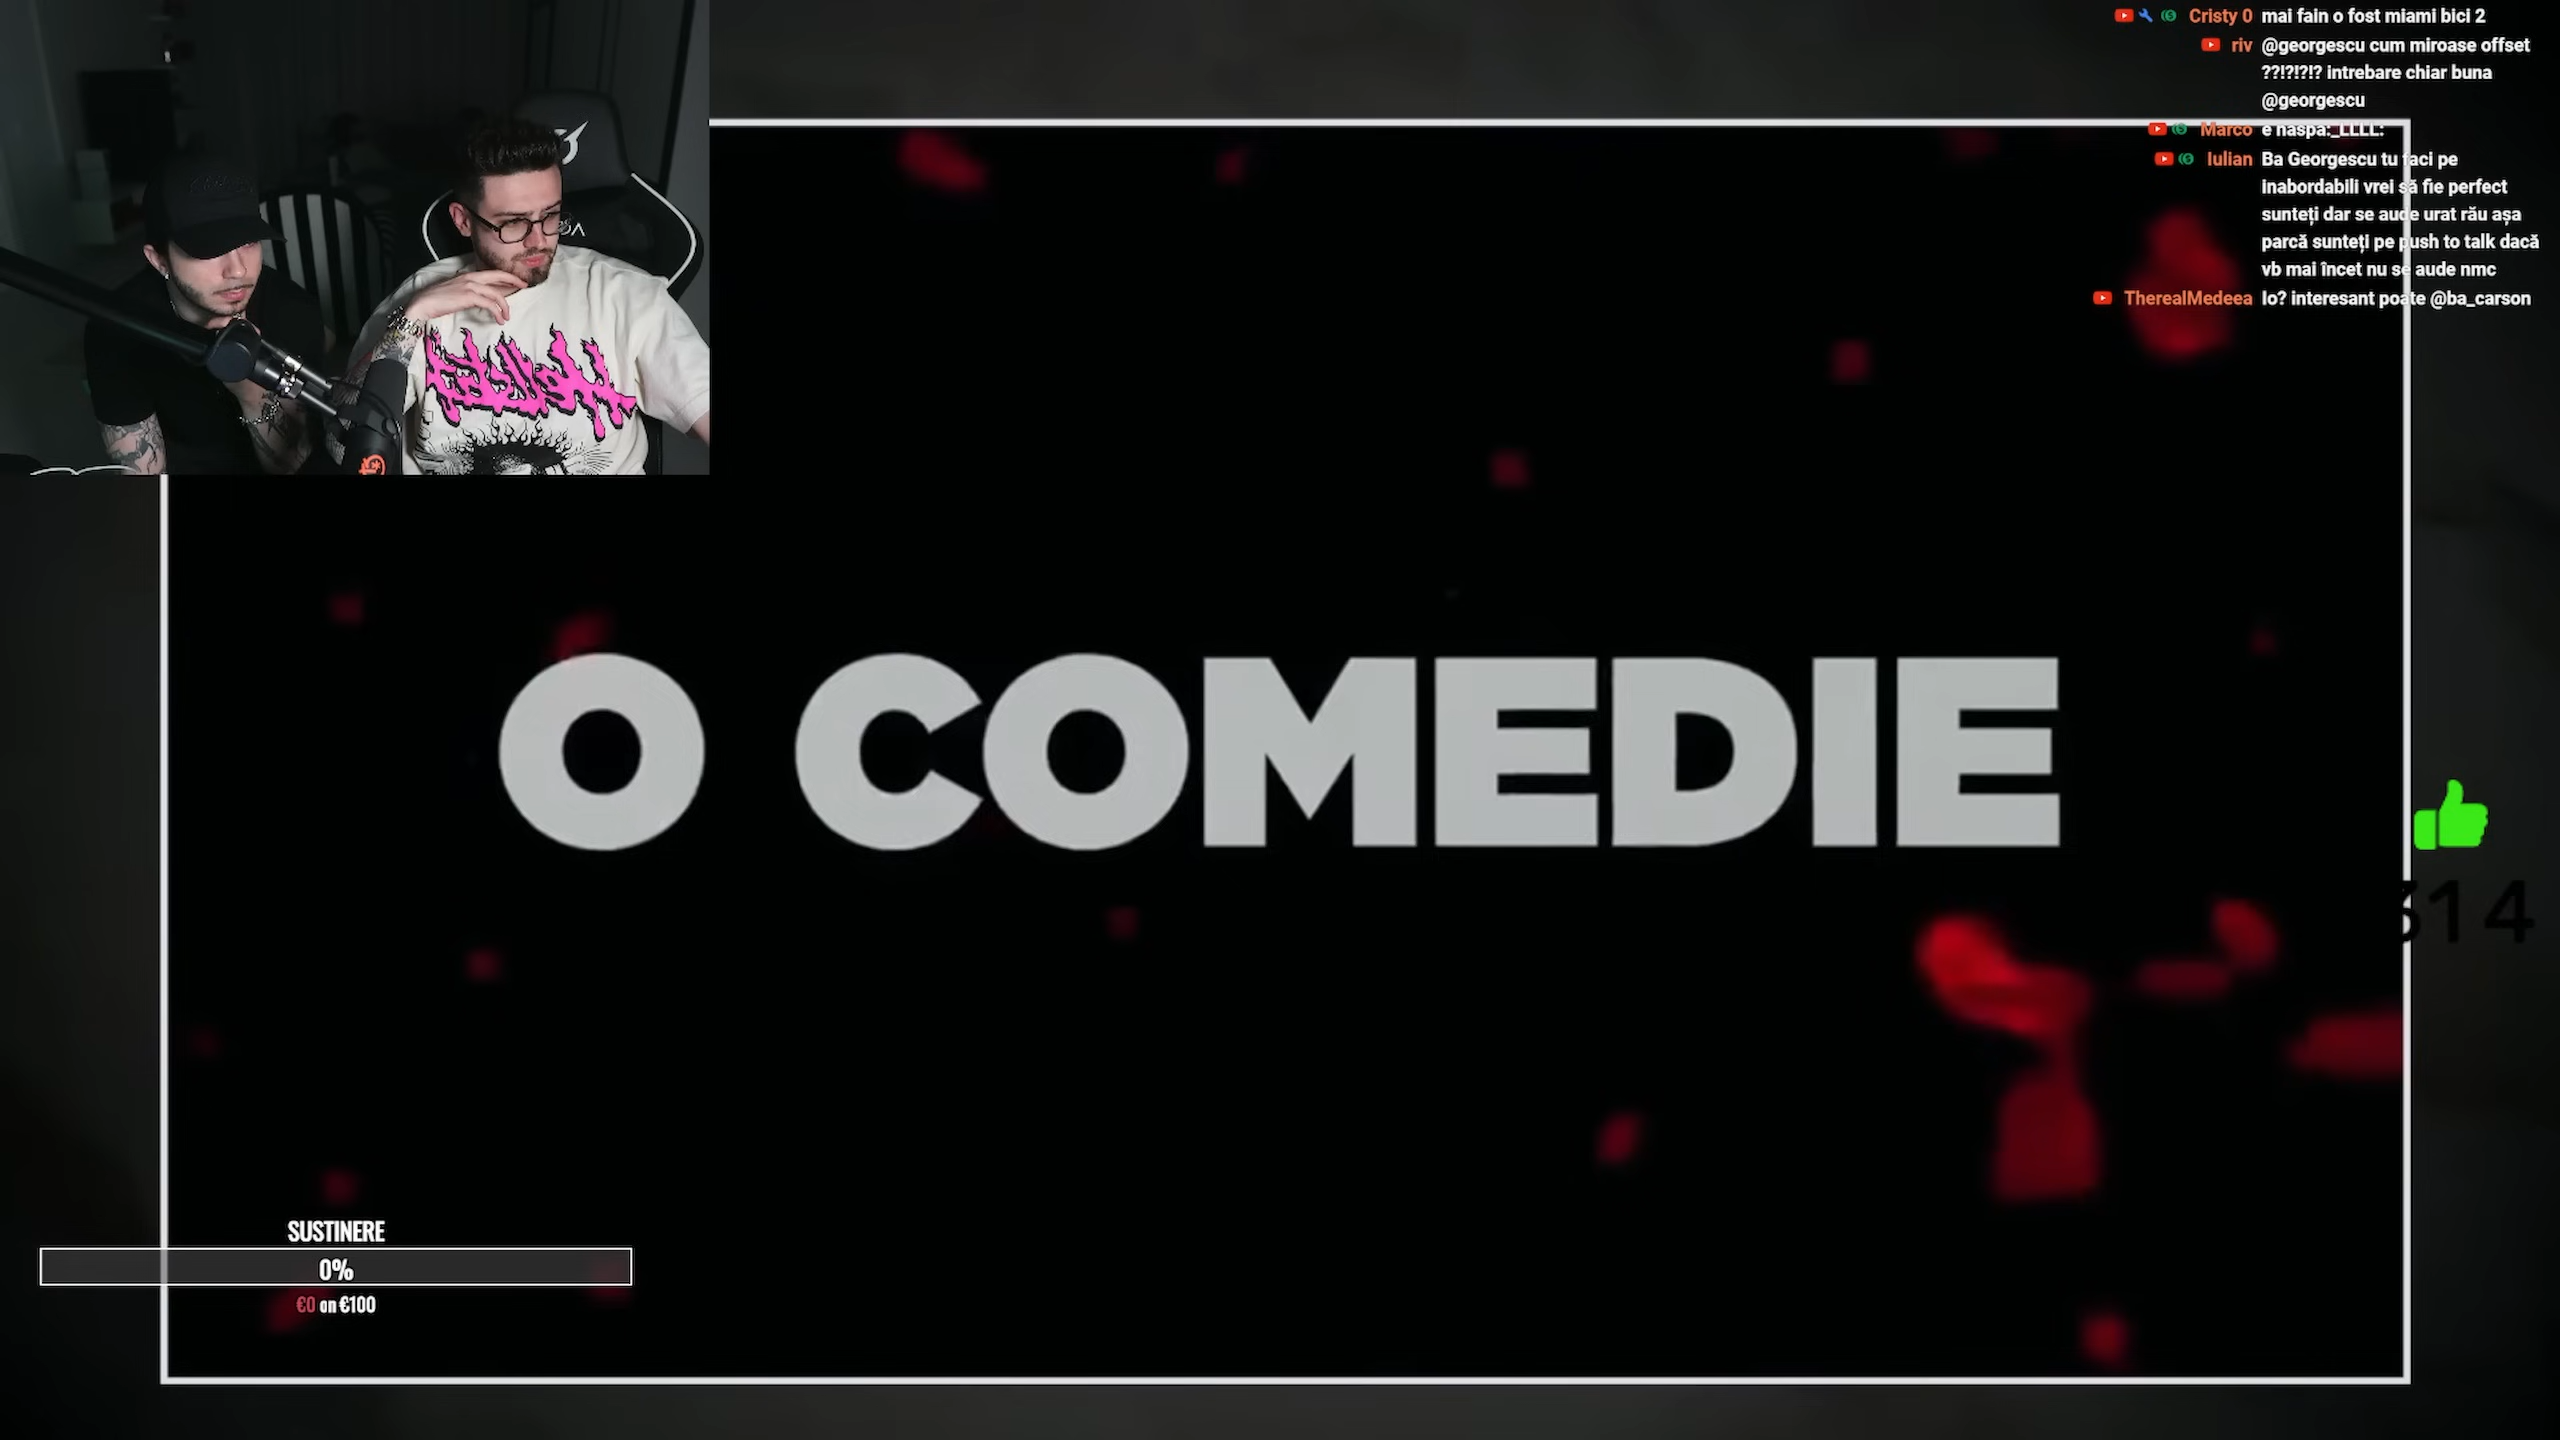 Cristy 0 mai fain o fost miami bici 2
riv @georgescu cum miroase offset
??!?!?!? intrebare chiar buna
@georgescu
Marco e naspa:_LLLL:
Iulian Ba Georgescu tu faci pe
inabordabili vrei să fie perfect
sunteți dar se aude urat rău așa
parcă sunteți pe push to talk dacă
vb mai încet nu se aude nmc
TherealMedeea Io? interesant poate @ba_carson
O COMEDIE
314
SUSTINERE
0%
€0 on €100